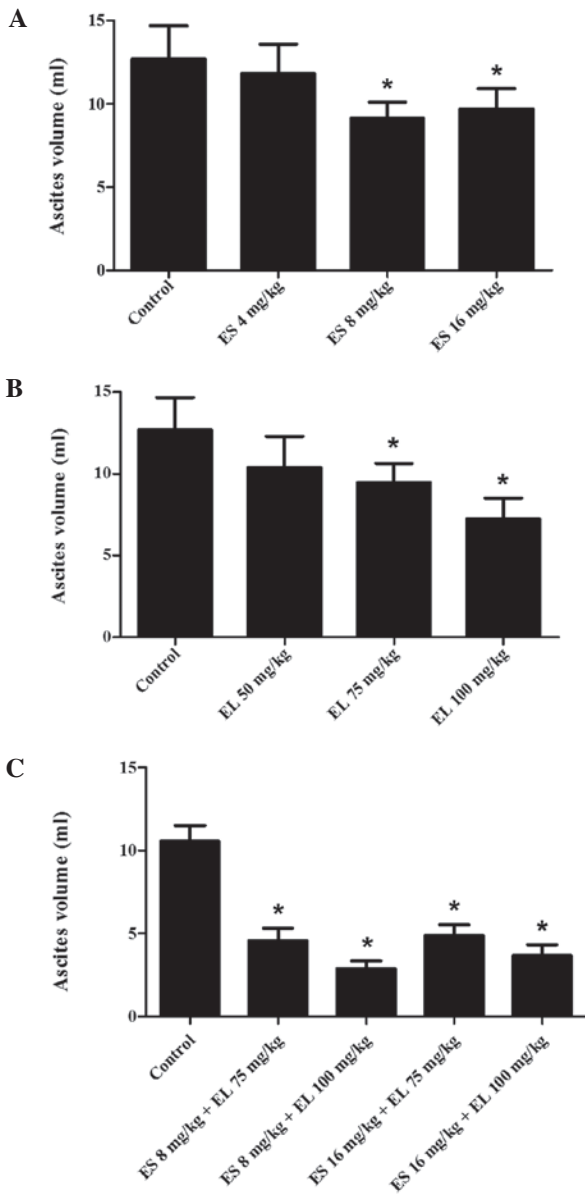 A
Ascites volume (ml)
15
10
5
0
*
*
Control
ES 4 mg/kg
ES 8 mg/kg
ES 16 mg/kg
B
Ascites volume (ml)
15
10
5
0
*
*
Control
EL 50 mg/kg
EL 75 mg/kg
EL 100 mg/kg
C
Ascites volume (ml)
15
10
5
0
*
*
*
*
Control
ES 8 mg/kg + EL 75 mg/kg
ES 8 mg/kg + EL 100 mg/kg
ES 16 mg/kg + EL 75 mg/kg
ES 16 mg/kg + EL 100 mg/kg